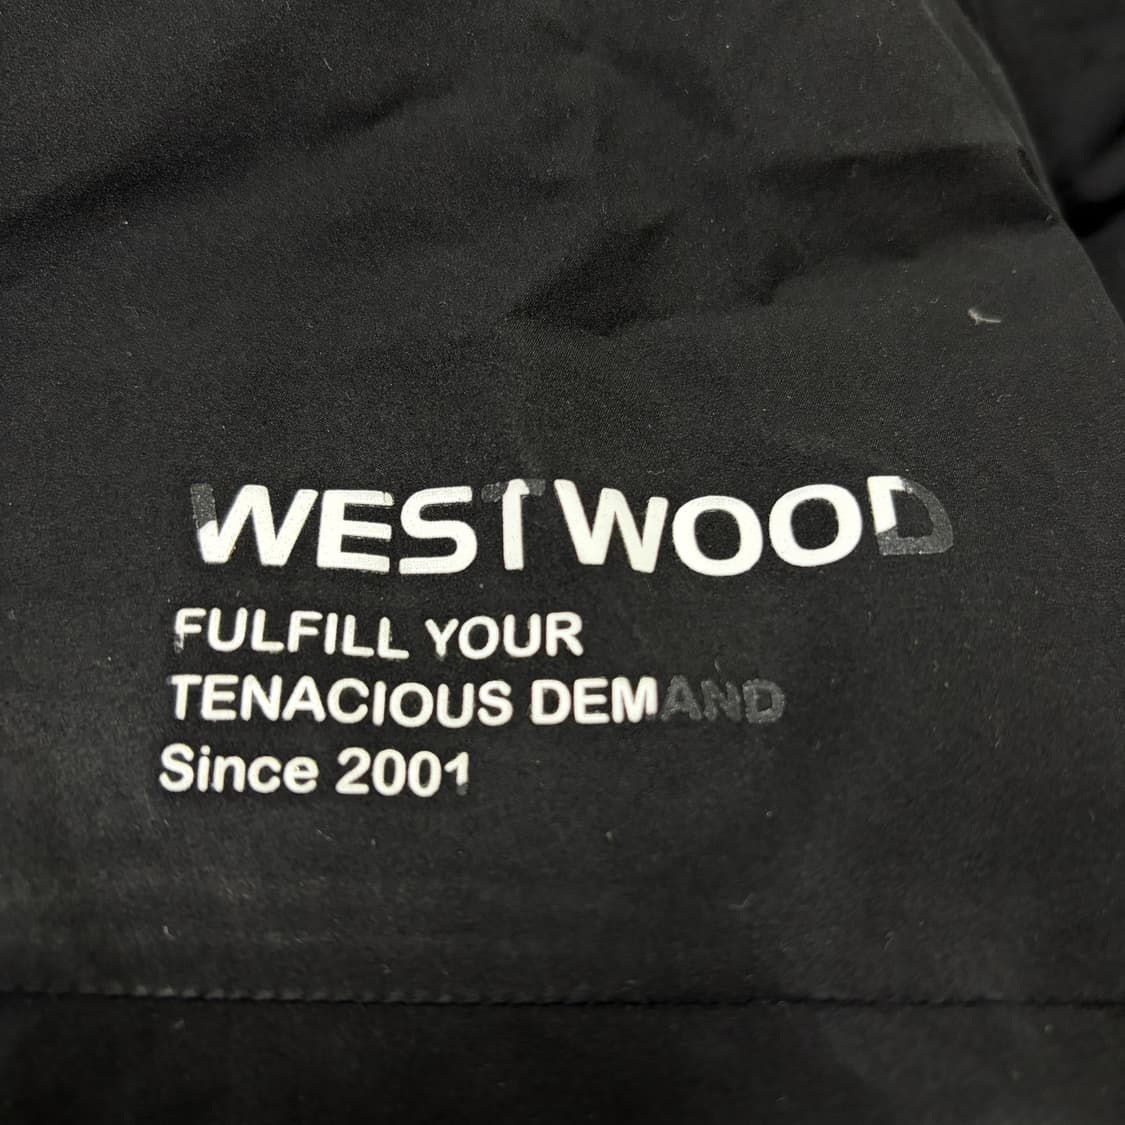 WESTWOOD
FULFILL YOUR
TENACIOUS DEMAND
Since 2001